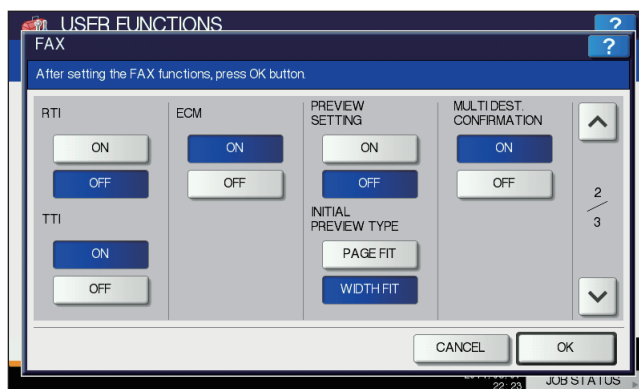 USER FUNCTIONS
?
FAX
?
After setting the FAX functions, press OK button.
RTI
ON
OFF
TTI
ON
OFF
ECM
ON
OFF
PREVIEW
SETTING
ON
OFF
INITIAL
PREVIEW TYPE
PAGE FIT
WIDTH FIT
MULTI DEST.
CONFIRMATION
ON
OFF
2
3
CANCEL
OK
22:23
JOB STATUS